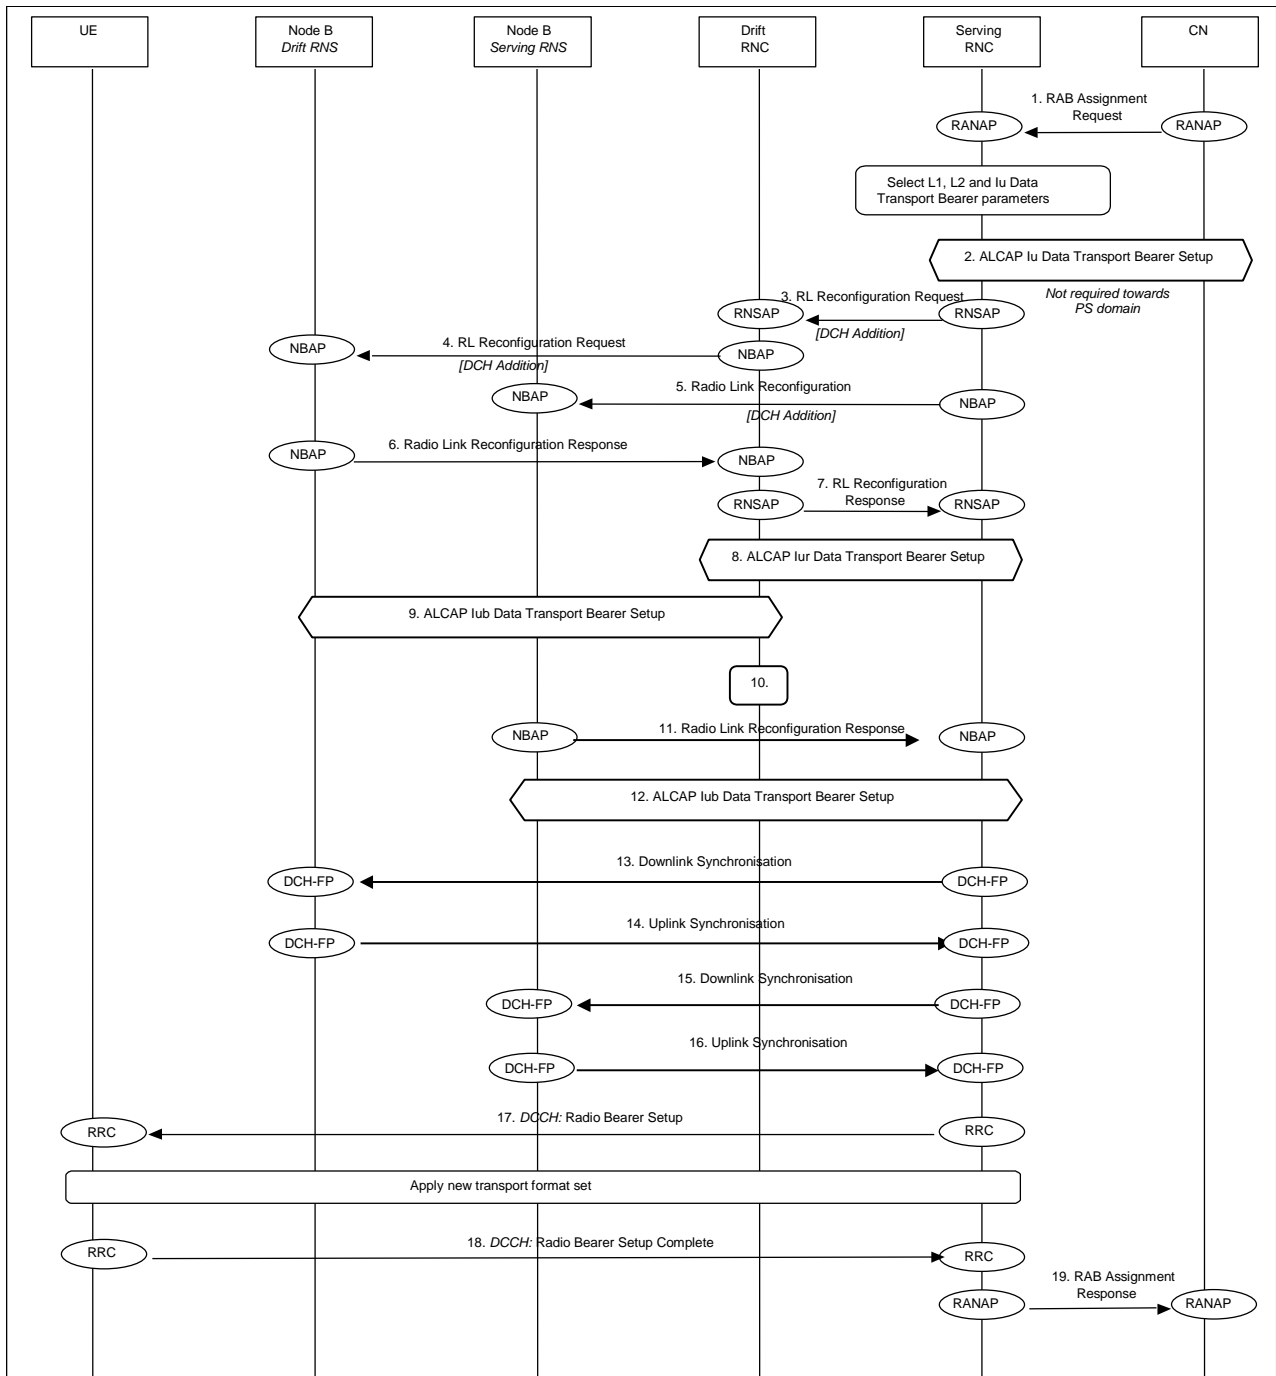 UE
Node B
Drift RNS
Node B
Serving RNS
Drift
RNC
Serving
RNC
CN
1. RAB Assignment
Request
RANAP
RANAP
Select L1, L2 and Iu Data
Transport Bearer parameters
2. ALCAP Iu Data Transport Bearer Setup
Not required towards
PS domain
3. RL Reconfiguration Request
RNSAP
RNSAP
[DCH Addition]
4. RL Reconfiguration Request
NBAP
NBAP
[DCH Addition]
5. Radio Link Reconfiguration
NBAP
NBAP
[DCH Addition]
6. Radio Link Reconfiguration Response
NBAP
NBAP
7. RL Reconfiguration
Response
RNSAP
RNSAP
8. ALCAP Iur Data Transport Bearer Setup
9. ALCAP Iub Data Transport Bearer Setup
10.
11. Radio Link Reconfiguration Response
NBAP
NBAP
12. ALCAP Iub Data Transport Bearer Setup
13. Downlink Synchronisation
DCH-FP
DCH-FP
14. Uplink Synchronisation
DCH-FP
DCH-FP
15. Downlink Synchronisation
DCH-FP
DCH-FP
16. Uplink Synchronisation
DCH-FP
DCH-FP
17. DCCH: Radio Bearer Setup
RRC
RRC
Apply new transport format set
18. DCCH: Radio Bearer Setup Complete
RRC
RRC
19. RAB Assignment
Response
RANAP
RANAP